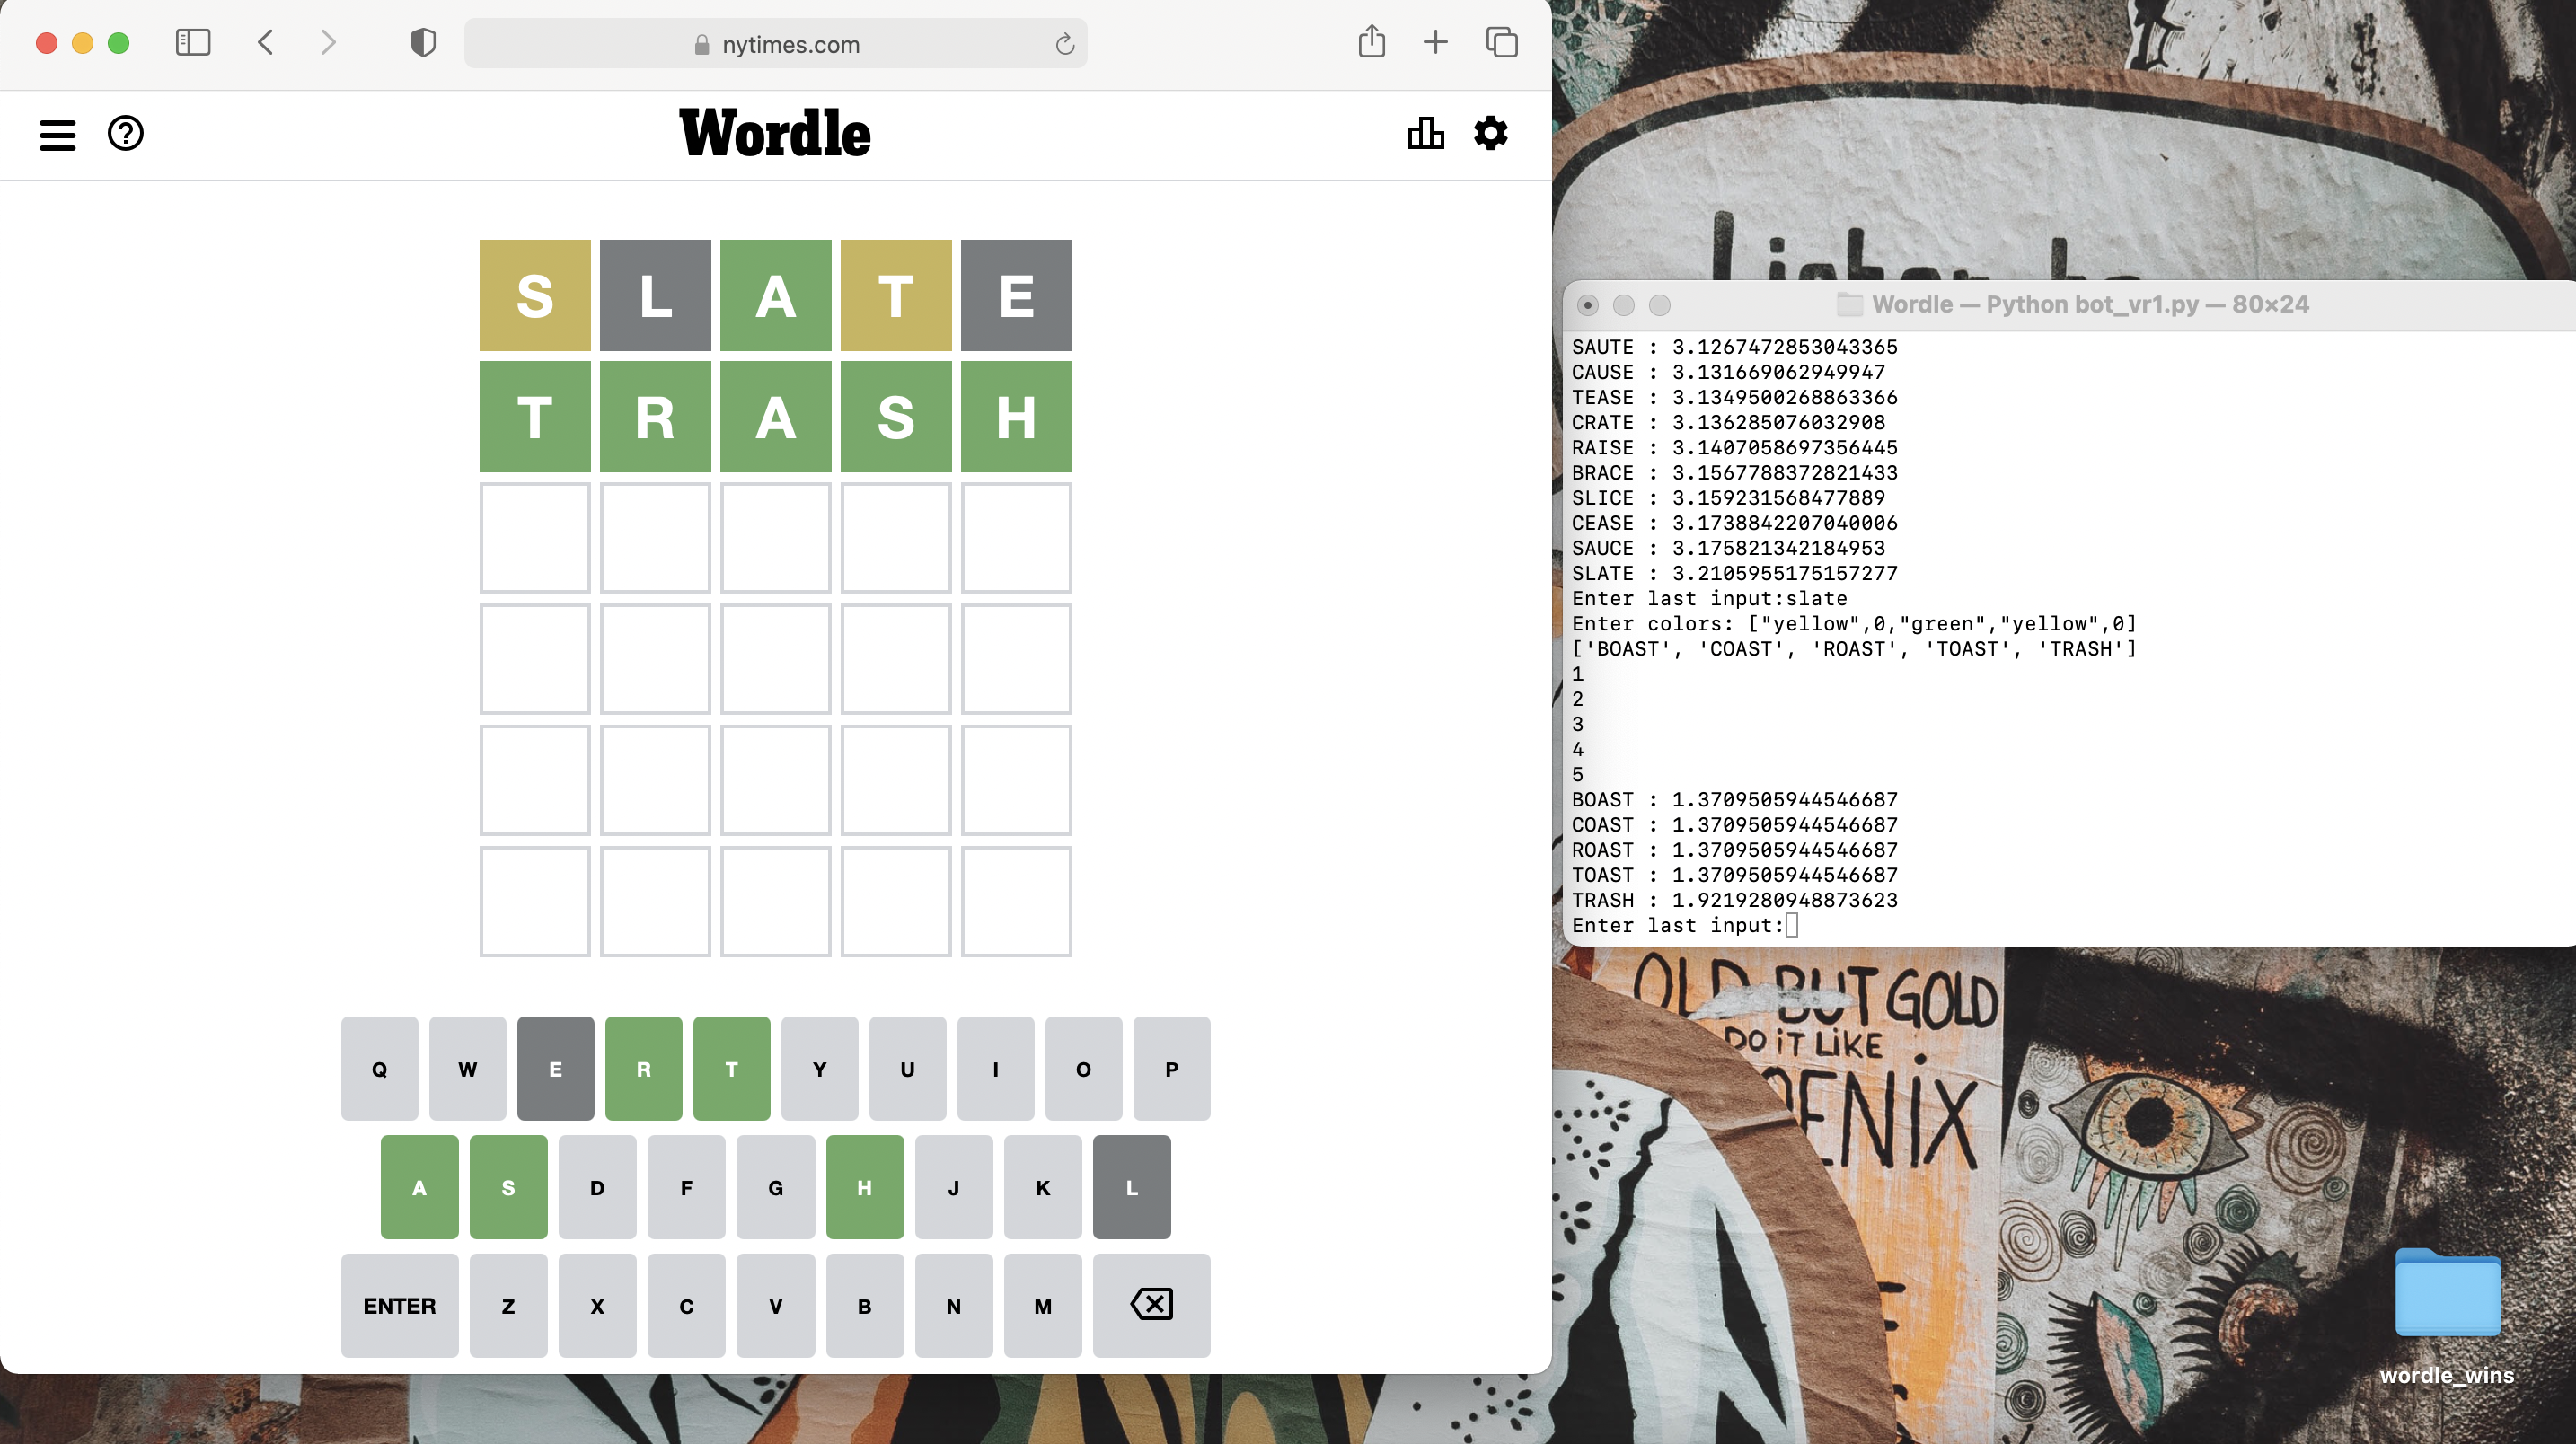 nytimes.com
Wordle
S L A T E
T R A S H
Q W E R T Y U I O P
A S D F G H J K L
ENTER Z X C V B N M
Wordle — Python bot_vr1.py — 80×24
SAUTE : 3.1267472853043365
CAUSE : 3.131669062949947
TEASE : 3.1349500268863366
CRATE : 3.136285076032908
RAISE : 3.1407058697356445
BRACE : 3.1567788372821433
SLICE : 3.159231568477889
CEASE : 3.1738842207040006
SAUCE : 3.175821342184953
SLATE : 3.2105955175157277
Enter last input:slate
Enter colors: ["yellow",0,"green","yellow",0]
['BOAST', 'COAST', 'ROAST', 'TOAST', 'TRASH']
1
2
3
4
5
BOAST : 1.3709505944546687
COAST : 1.3709505944546687
ROAST : 1.3709505944546687
TOAST : 1.3709505944546687
TRASH : 1.9219280948873623
Enter last input:
OLD BUT GOLD
DO iT LiKE
wordle_wins